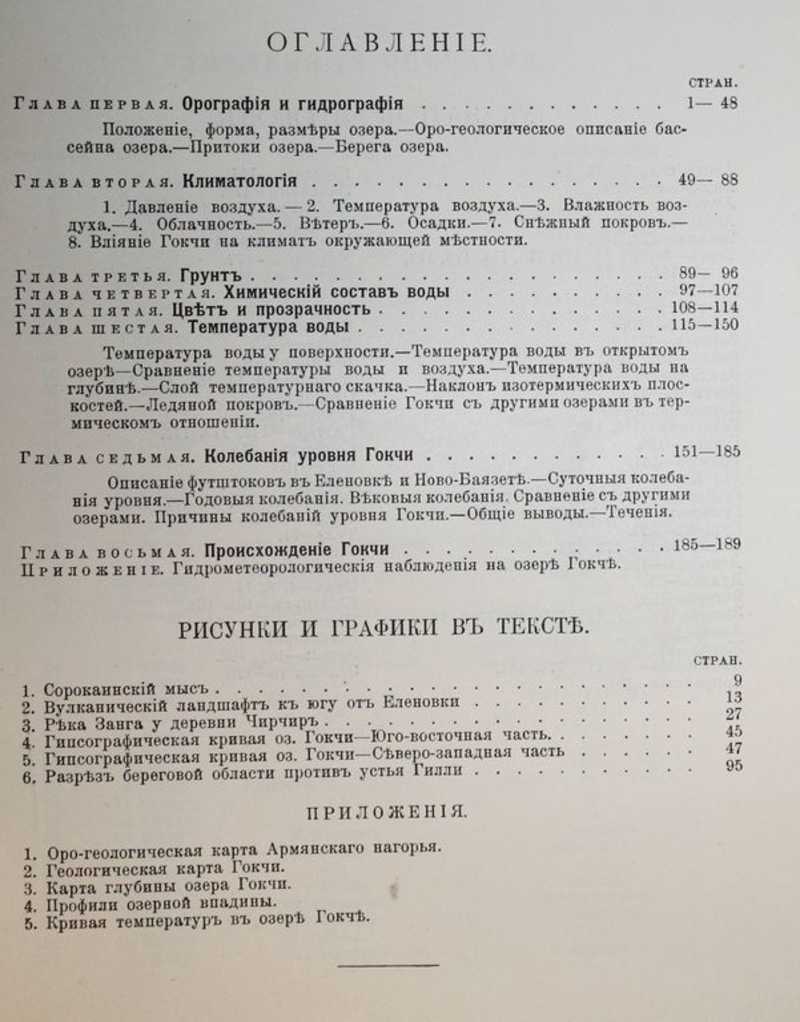 ОГЛАВЛЕНІЕ.
СТРАН.
ГЛАВА ПЕРВАЯ. Орографія и гидрографія . . . . . . . . . . . . . 1— 48
Положеніе, форма, размѣры озера.—Оро-геологическое описаніе бас-
сейна озера.—Притоки озера.—Берега озера.
ГЛАВА ВТОРАЯ. Климатологія . . . . . . . . . . . . . . . . . . . 49— 88
1. Давленіе воздуха. — 2. Температура воздуха.—3. Влажность воз-
духа.—4. Облачность.—5. Вѣтеръ.—6. Осадки.—7. Снѣжный покровъ.—
8. Вліяніе Гокчи на климатъ окружающей мѣстности.
ГЛАВА ТРЕТЬЯ. Грунтъ . . . . . . . . . . . . . . . . . . . . . . 89— 96
ГЛАВА ЧЕТВЕРТАЯ. Химическій составъ воды . . . . . . . . . . . 97—107
ГЛАВА ПЯТАЯ. Цвѣтъ и прозрачность . . . . . . . . . . . . . . . 108—114
ГЛАВА ШЕСТАЯ. Температура воды . . . . . . . . . . . . . . . . . 115—150
Температура воды у поверхности.—Температура воды въ открытомъ
озерѣ—Сравненіе температуры воды и воздуха.—Температура воды на
глубинѣ.—Слой температурнаго скачка.—Наклонъ изотермическихъ плос-
костей.—Ледяной покровъ.—Сравненіе Гокчи съ другими озерами въ тер-
мическомъ отношеніи.
ГЛАВА СЕДЬМАЯ. Колебанія уровня Гокчи . . . . . . . . . . . . . 151—185
Описаніе футштоковъ въ Еленовкѣ и Ново-Баязетѣ.—Суточныя колеба-
нія уровня.—Годовыя колебанія. Вѣковыя колебанія. Сравненіе съ другими
озерами. Причины колебаній уровня Гокчи.—Общіе выводы.—Теченія.
ГЛАВА ВОСЬМАЯ. Происхожденіе Гокчи . . . . . . . . . . . . . . 185—189
ПРИЛОЖЕНІЕ. Гидрометеорологическія наблюденія на озерѣ Гокчѣ.
РИСУНКИ И ГРАФИКИ ВЪ ТЕКСТѢ.
СТРАН.
1. Сорокаинскій мысъ . . . . . . . . . . . . . . . . . . . . . . 9
2. Вулканическій ландшафтъ къ югу отъ Еленовки . . . . . . . . . . 13
3. Рѣка Занга у деревни Чирчиръ . . . . . . . . . . . . . . . . . 27
4. Гипсографическая кривая оз. Гокчи—Юго-восточная часть. . . . . . . . 45
5. Гипсографическая кривая оз. Гокчи—Сѣверо-западная часть . . . . . . 47
6. Разрѣзъ береговой области противъ устья Гилли . . . . . . . . . . 95
ПРИЛОЖЕНІЯ.
1. Оро-геологическая карта Армянскаго нагорья.
2. Геологическая карта Гокчи.
3. Карта глубины озера Гокчи.
4. Профили озерной впадины.
5. Кривая температуръ въ озерѣ Гокчѣ.